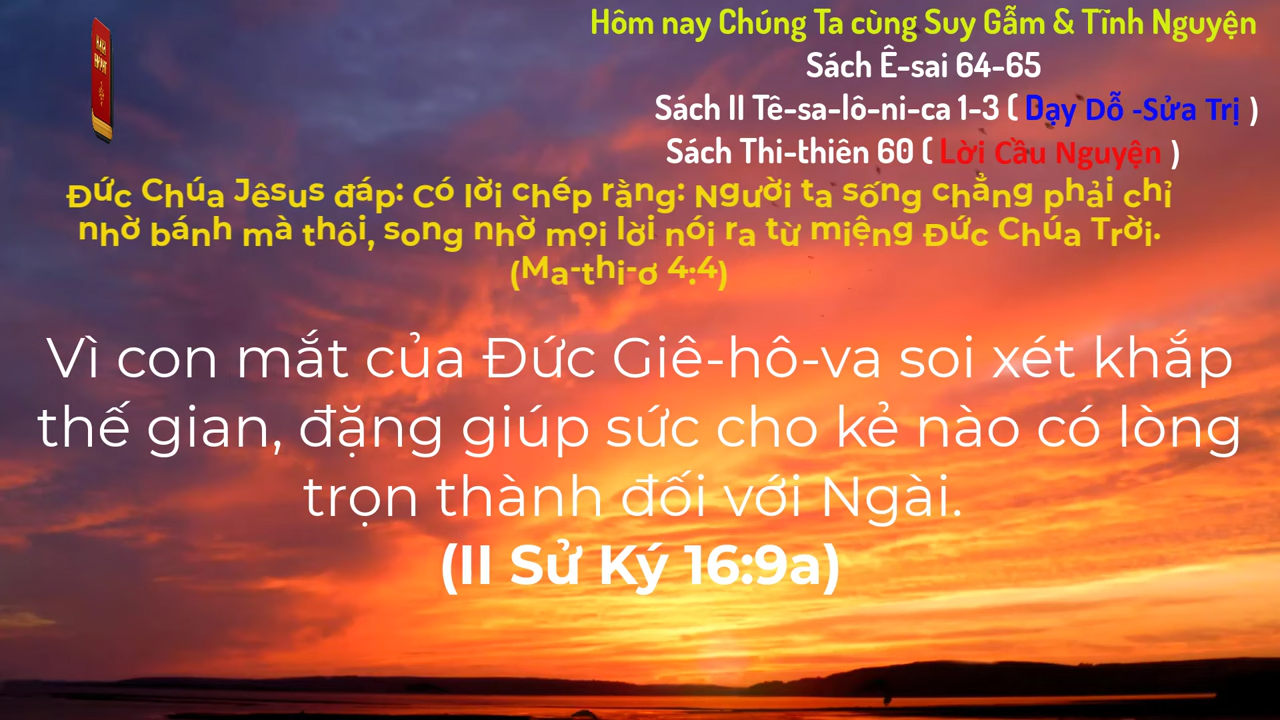 Hôm nay Chúng Ta cùng Suy Gẫm & Tĩnh Nguyện
Sách Ê-sai 64-65
Sách II Tê-sa-lô-ni-ca 1-3 ( Dạy Dỗ -Sửa Trị )
Sách Thi-thiên 60 ( Lời Cầu Nguyện )
Đức Chúa Jêsus đáp: Có lời chép rằng: Người ta sống chẳng phải chỉ
nhờ bánh mà thôi, song nhờ mọi lời nói ra từ miệng Đức Chúa Trời.
(Ma-thi-ơ 4:4)
Vì con mắt của Đức Giê-hô-va soi xét khắp
thế gian, đặng giúp sức cho kẻ nào có lòng
trọn thành đối với Ngài.
(II Sử Ký 16:9a)